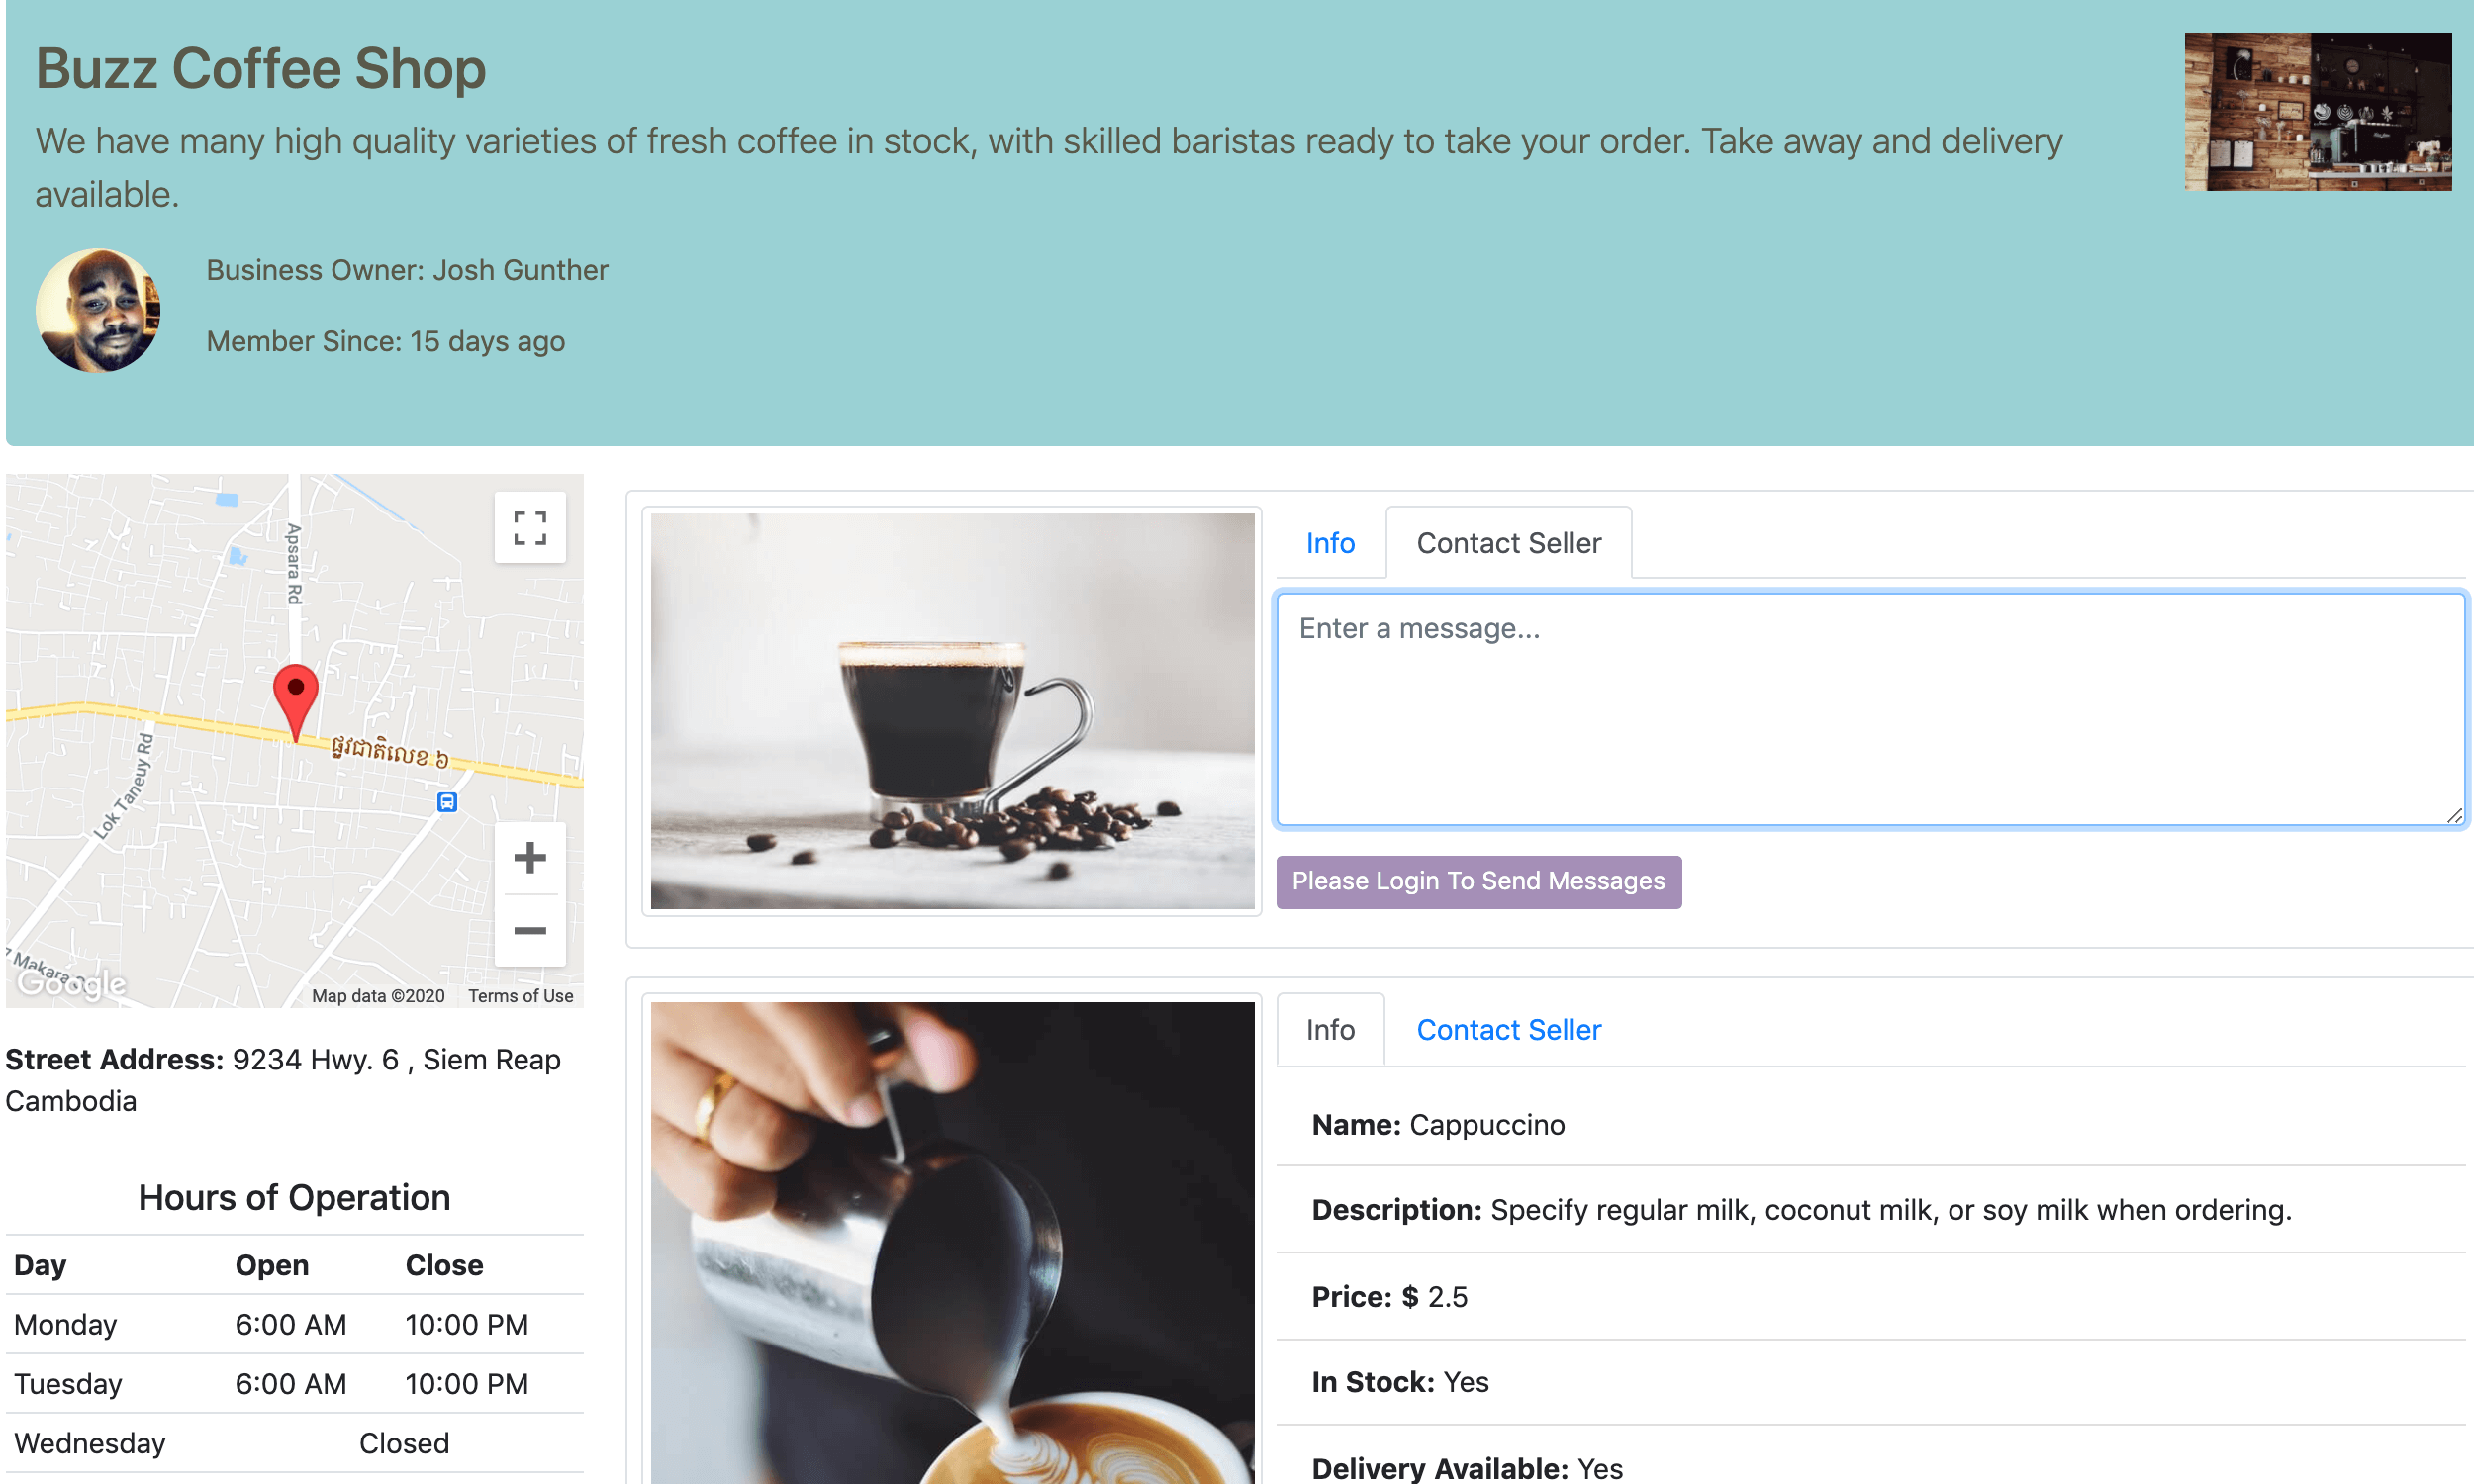 Buzz Coffee Shop
We have many high quality varieties of fresh coffee in stock, with skilled baristas ready to take your order. Take away and delivery
available.
Business Owner: Josh Gunther
Member Since: 15 days ago
Apsara Rd
ផ្លូវជាតិលេខ ៦
Lok Taneuy Rd
Makara
Google
Map data ©2020 Terms of Use
Street Address: 9234 Hwy. 6 , Siem Reap
Cambodia
Hours of Operation
Day Open Close
Monday 6:00 AM 10:00 PM
Tuesday 6:00 AM 10:00 PM
Wednesday Closed
Info Contact Seller
Enter a message...
Please Login To Send Messages
Info Contact Seller
Name: Cappuccino
Description: Specify regular milk, coconut milk, or soy milk when ordering.
Price: $ 2.5
In Stock: Yes
Delivery Available: Yes